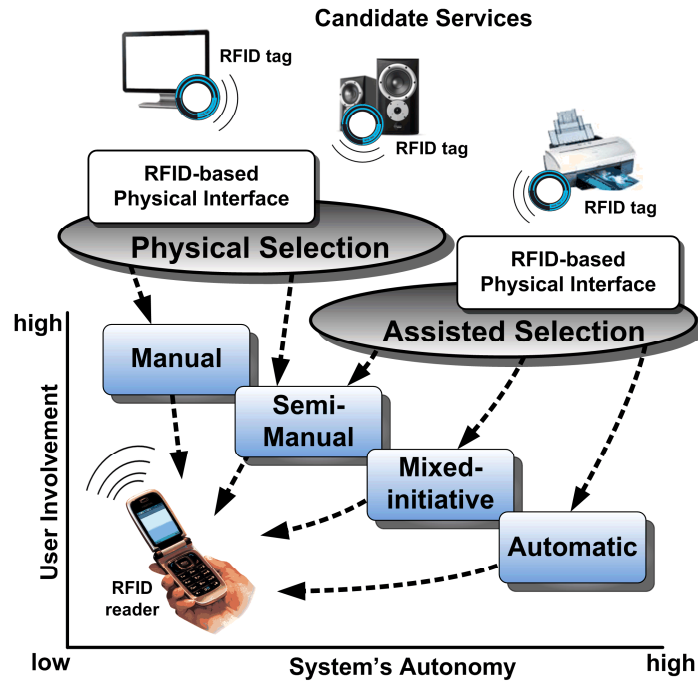 Candidate Services
RFID tag
RFID tag
RFID tag
RFID-based
Physical Interface
Physical Selection
RFID-based
Physical Interface
Assisted Selection
high
Manual
Semi-
Manual
Mixed-
initiative
Automatic
User Involvement
RFID
reader
low
System's Autonomy
high